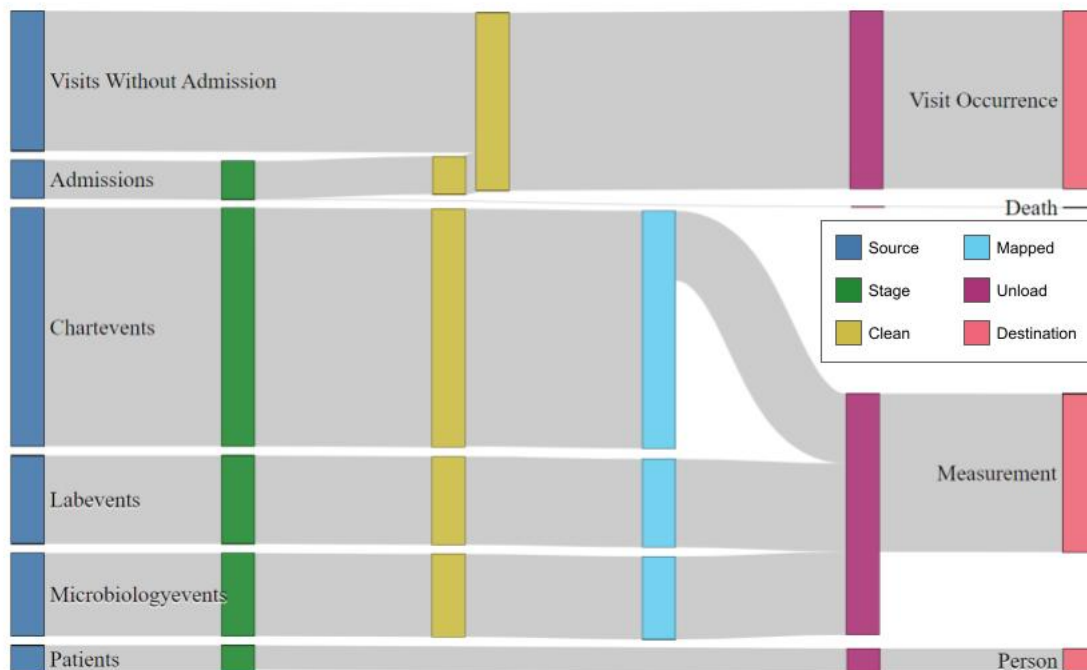 Visits Without Admission
Visit Occurrence
Admissions
Death
Source
Mapped
Stage
Unload
Clean
Destination
Chartevents
Measurement
Labevents
Microbiologyevents
Patients
Person